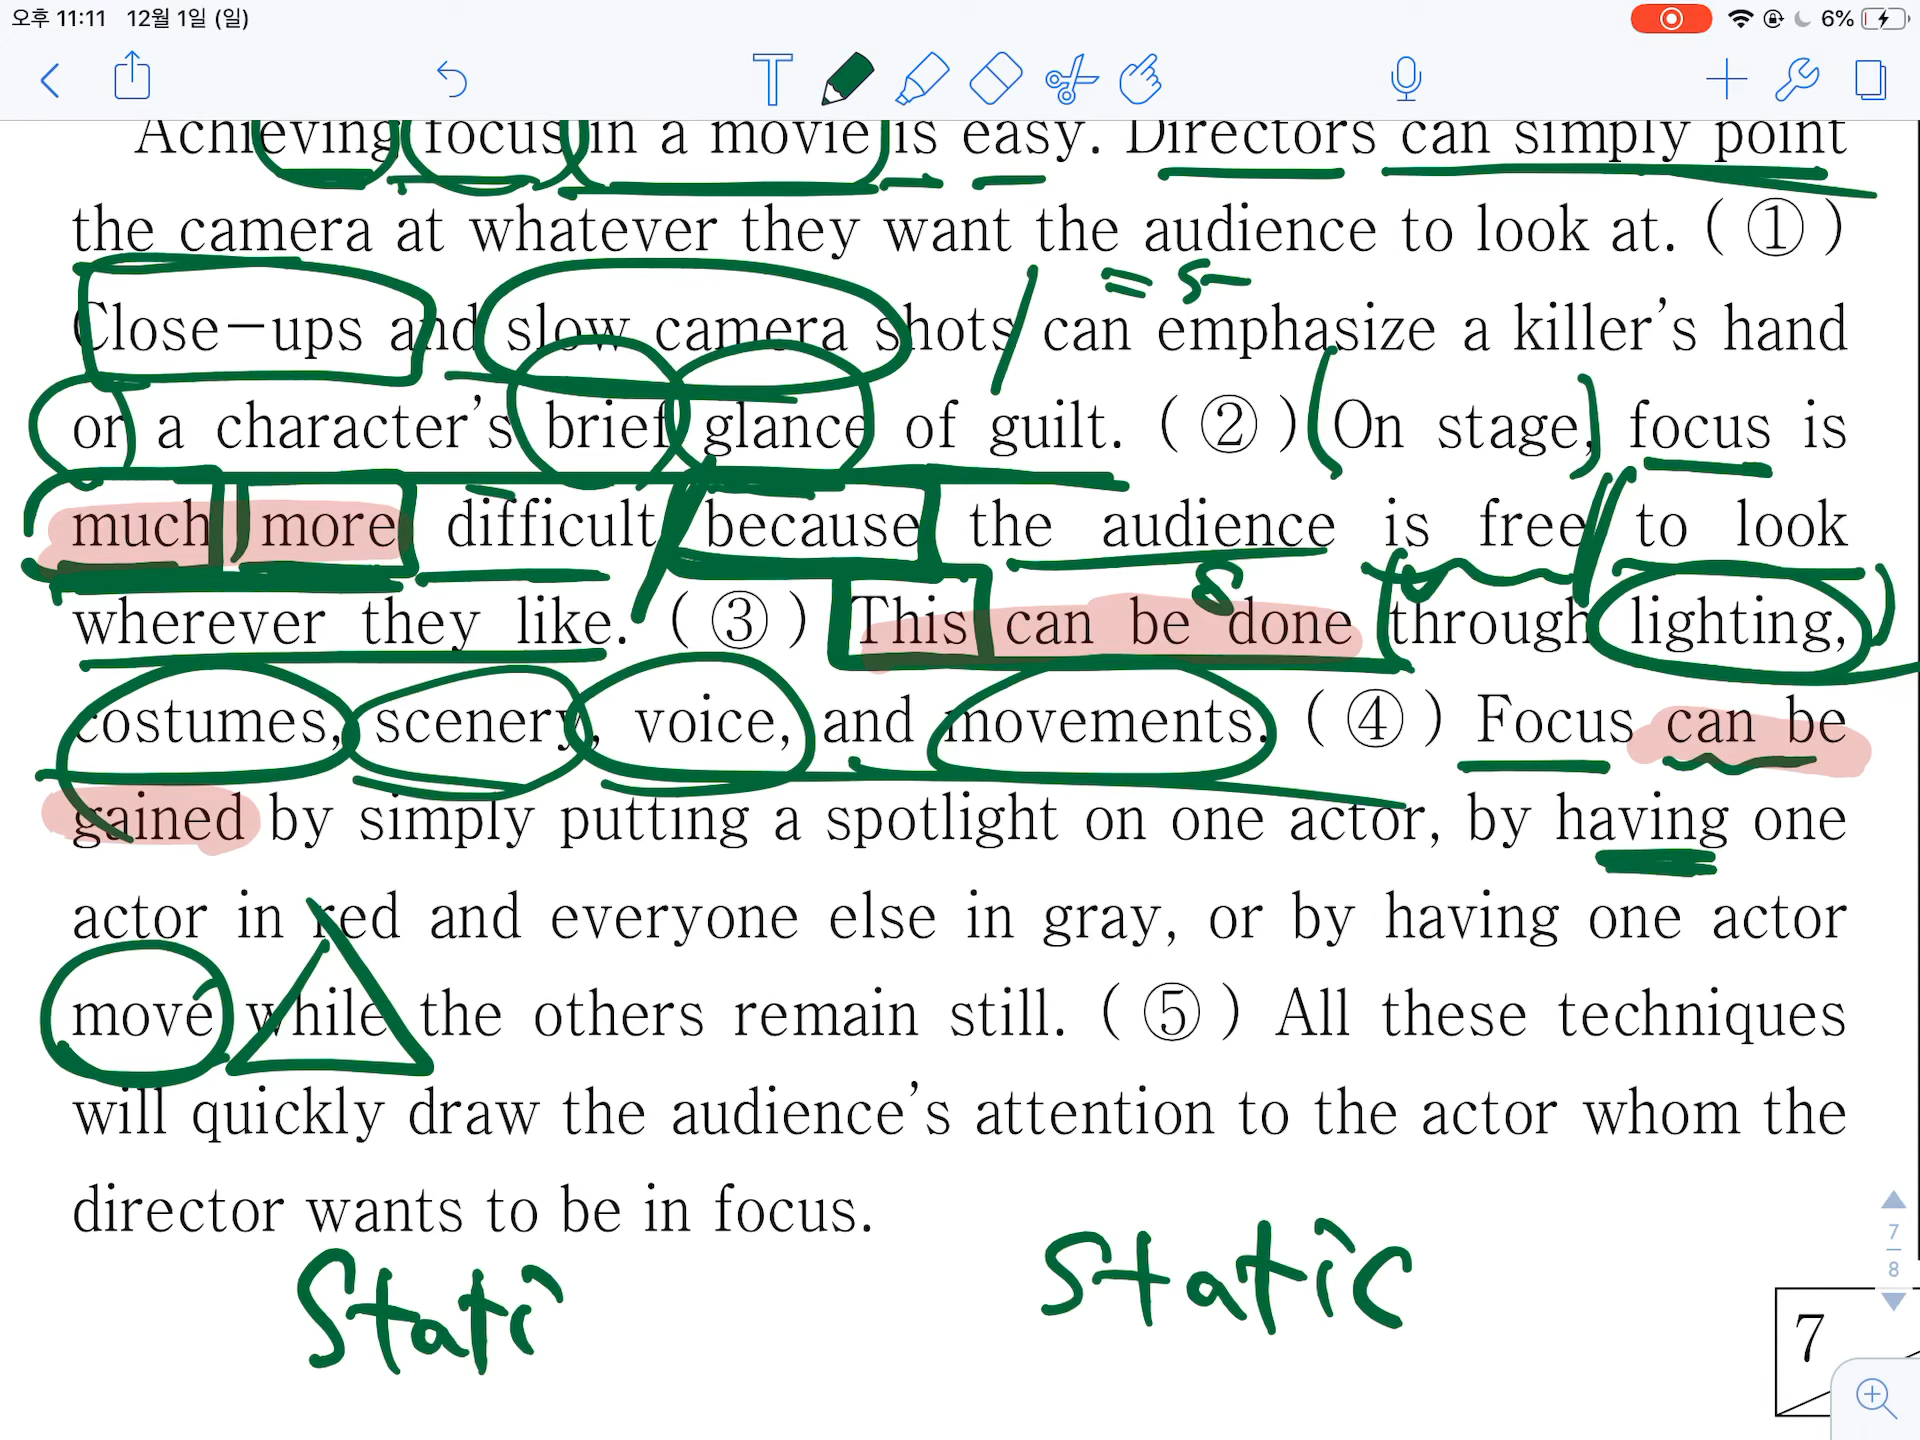 오후 11:11 12월 1일 (일) 6%
Achieving focus in a movie is easy. Directors can simply point
the camera at whatever they want the audience to look at. ( ① )
Close-ups and slow camera shots can emphasize a killer's hand
or a character's brief glance of guilt. ( ② ) On stage, focus is
much more difficult because the audience is free to look
wherever they like. ( ③ ) This can be done through lighting,
costumes, scenery, voice, and movements. ( ④ ) Focus can be
gained by simply putting a spotlight on one actor, by having one
actor in red and everyone else in gray, or by having one actor
move while the others remain still. ( ⑤ ) All these techniques
will quickly draw the audience's attention to the actor whom the
director wants to be in focus.
Stati static
7
8
7